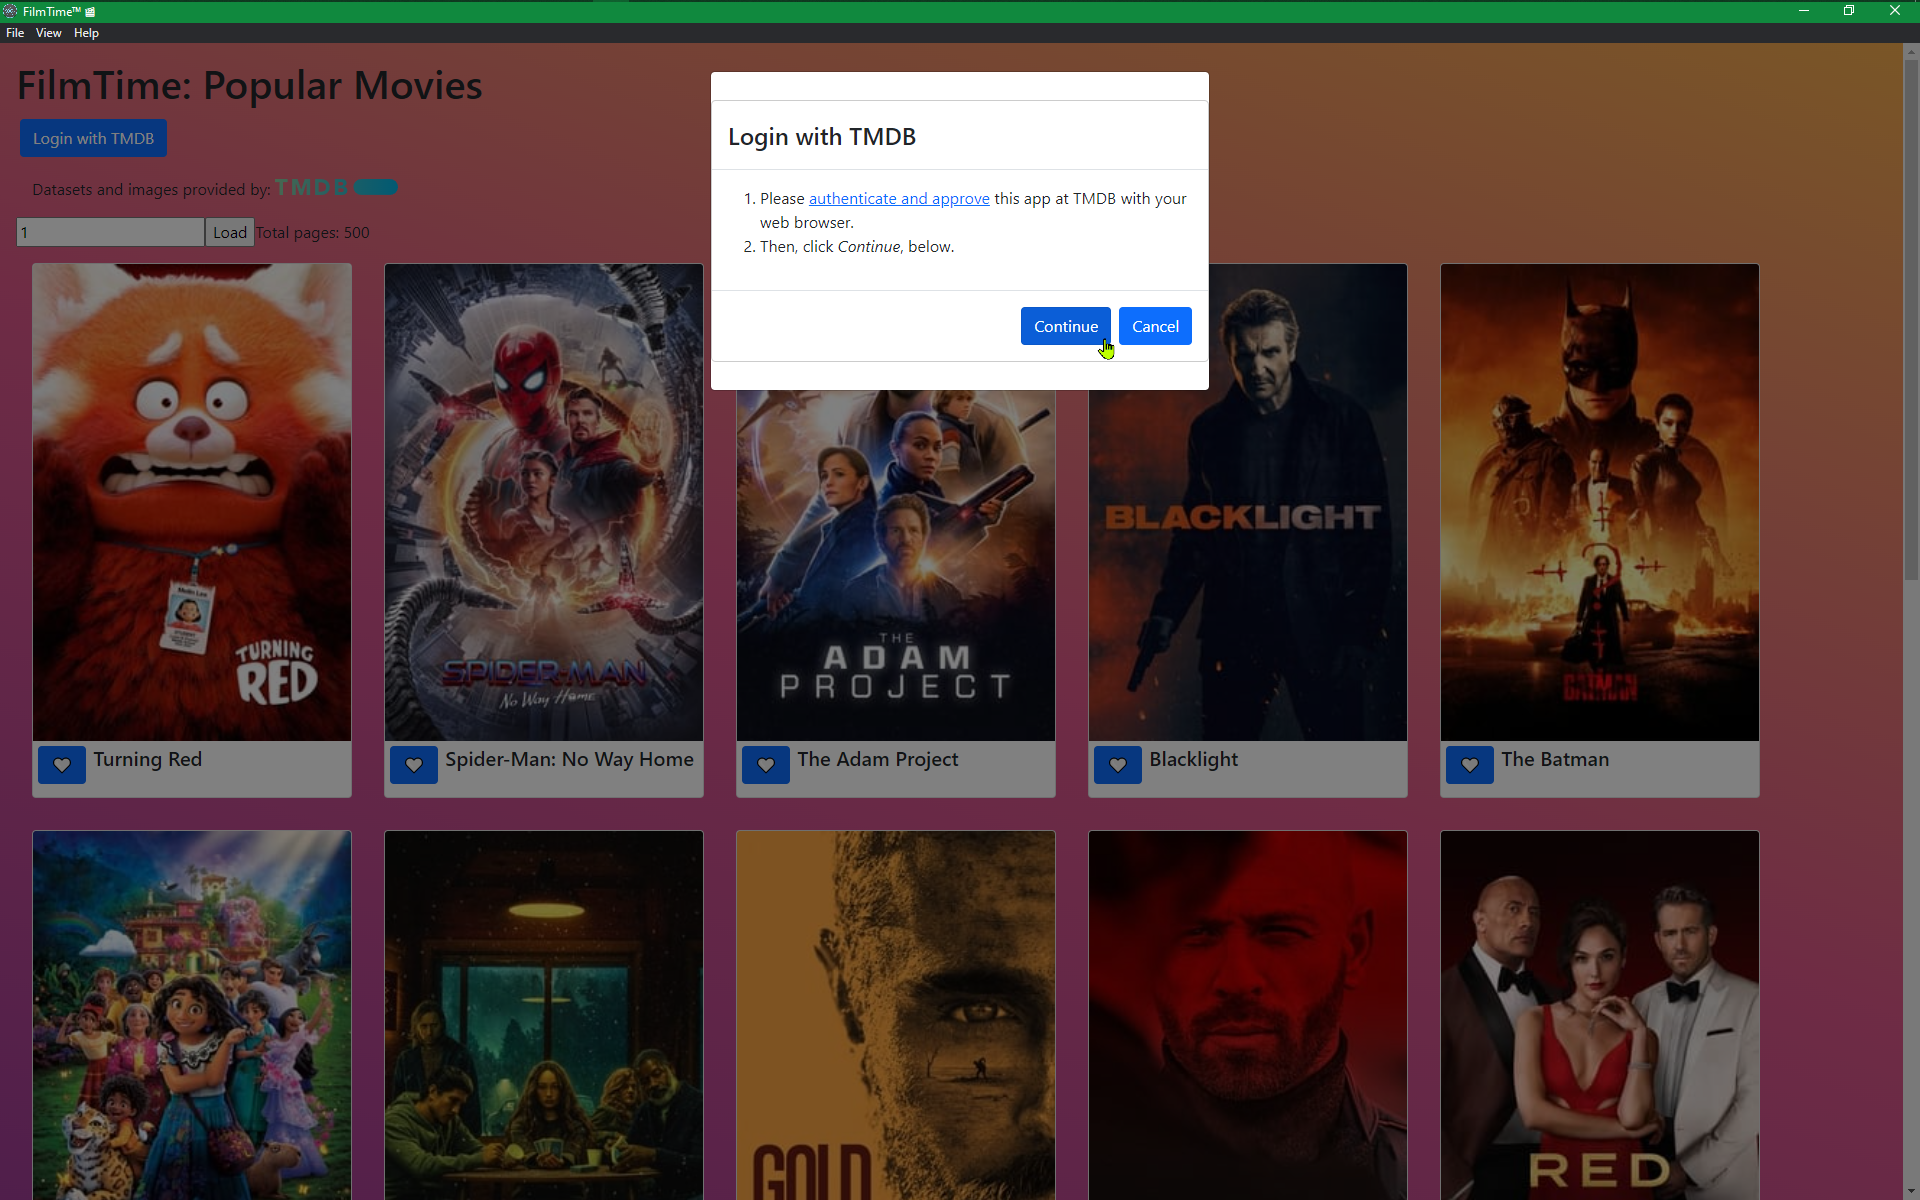 FilmTime™
File View Help
FilmTime: Popular Movies
Login with TMDB
Datasets and images provided by: TMDB
1 Load Total pages: 500
Login with TMDB
1. Please authenticate and approve this app at TMDB with your
web browser.
2. Then, click Continue, below.
Continue Cancel
Melin Lee
STUDENT
TURNING
RED
SPIDER-MAN
No Way Home
THE
ADAM
PROJECT
BLACKLIGHT
THE
BATMAN
Turning Red
Spider-Man: No Way Home
The Adam Project
Blacklight
The Batman
GOLD
RED